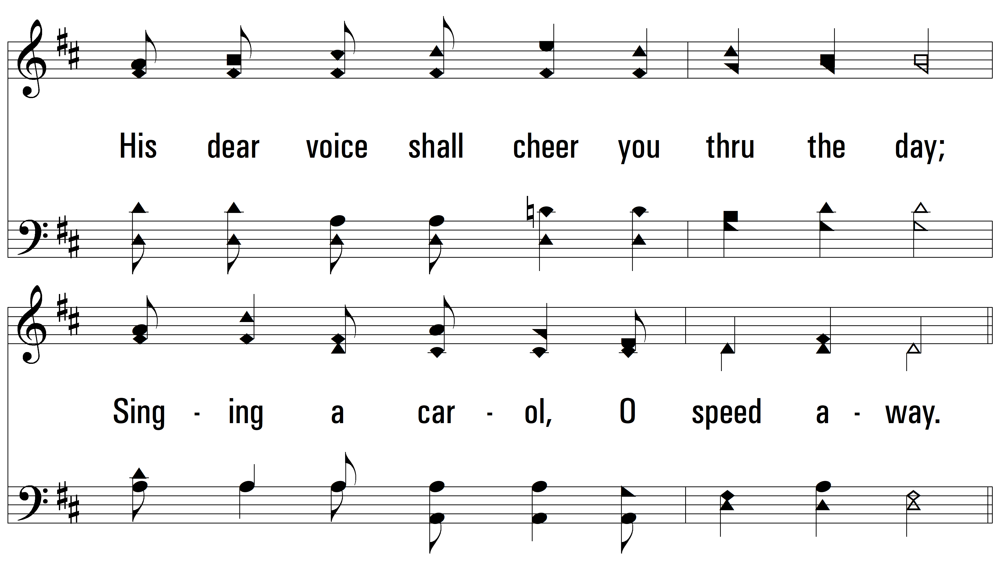 His dear voice shall cheer you thru the day;
Sing - ing a car - ol, O speed a - way.